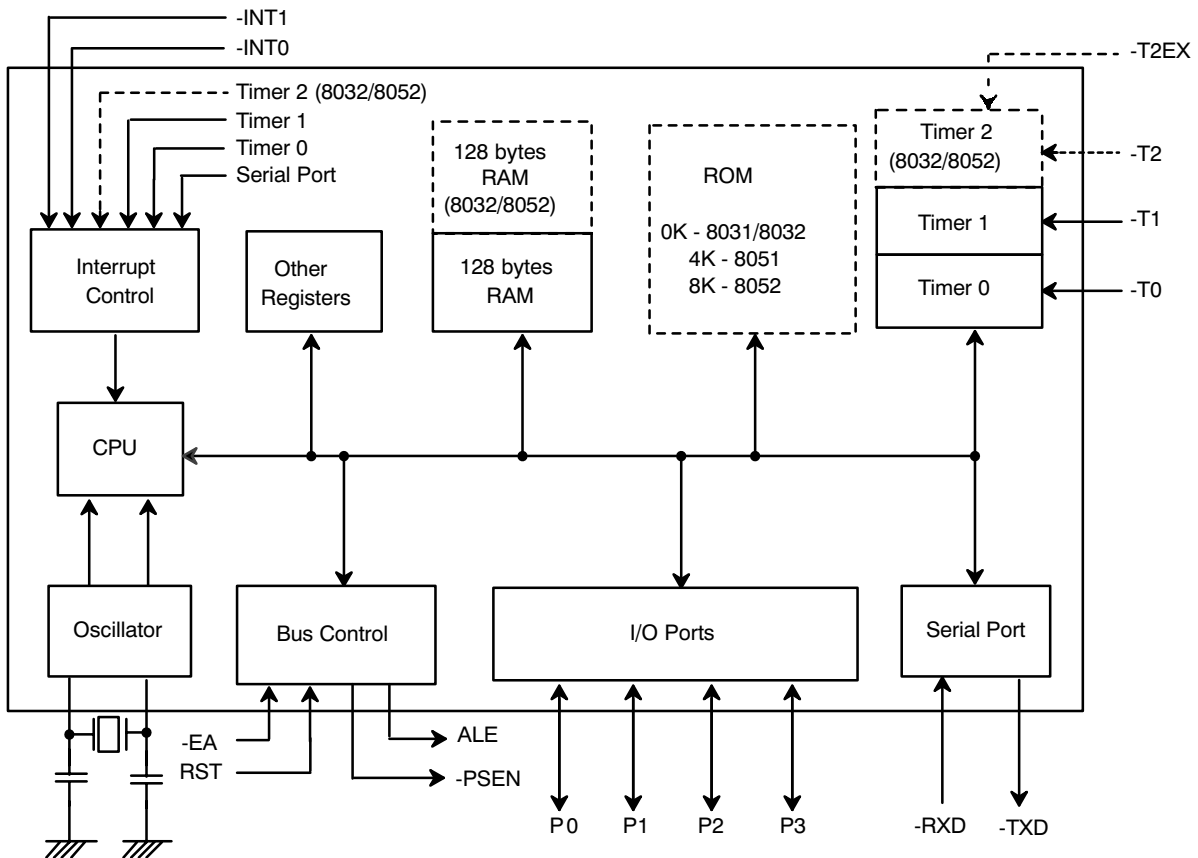 -INT1
-INT0
-T2EX
Timer 2 (8032/8052)
Timer 1
Timer 0
Serial Port
128 bytes
RAM
(8032/8052)
128 bytes
RAM
ROM
0K - 8031/8032
4K - 8051
8K - 8052
Timer 2
(8032/8052)
Timer 1
Timer 0
-T2
-T1
-T0
Interrupt
Control
Other
Registers
CPU
Oscillator
Bus Control
I/O Ports
Serial Port
-EA
RST
ALE
-PSEN
P0
P1
P2
P3
-RXD
-TXD